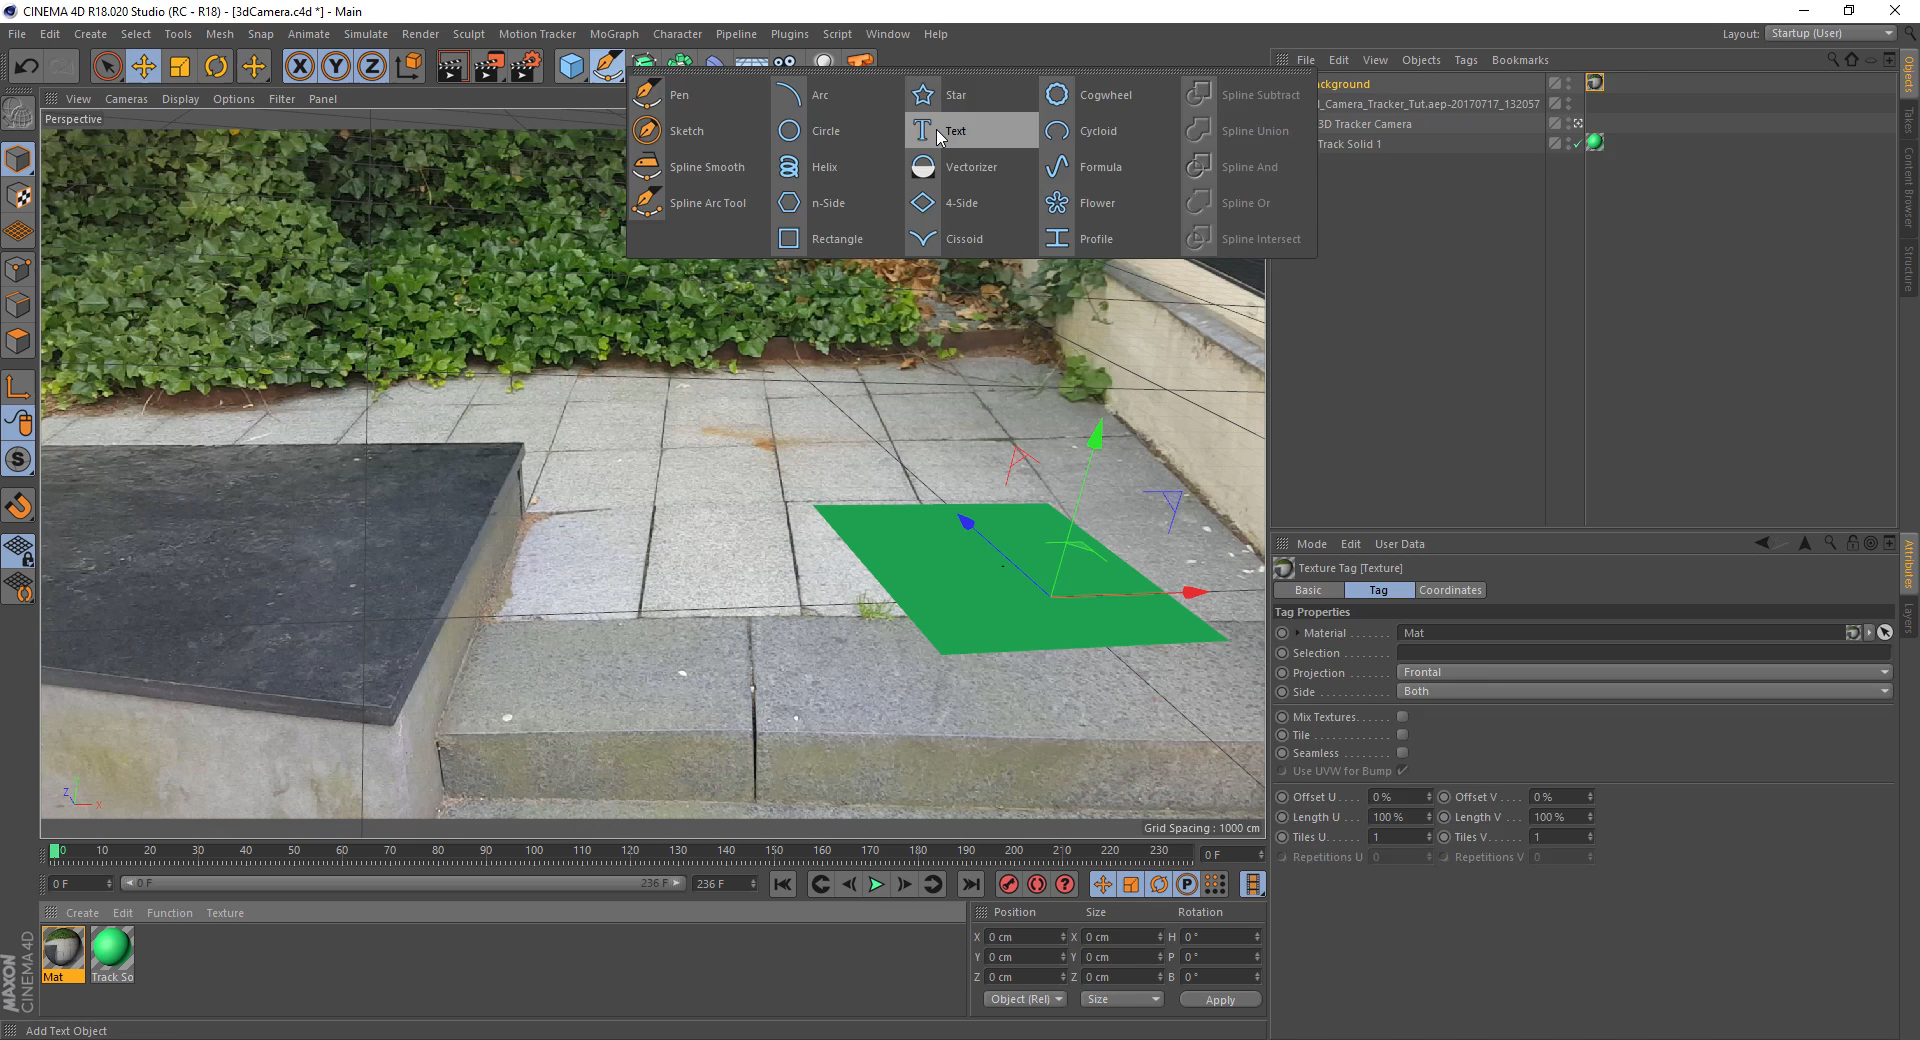 CINEMA 4D R18.020 Studio (RC - R18) - [3dCamera.c4d *] - Main
File Edit Create Select Tools Mesh Snap Animate Simulate Render Sculpt Motion Tracker MoGraph Character Pipeline Plugins Script Window Help
Layout: Startup (User)
View Cameras Display Options Filter Panel
Perspective
Pen Arc Star Cogwheel Spline Subtract
Sketch Circle Text Cycloid Spline Union
Spline Smooth Helix Vectorizer Formula Spline And
Spline Arc Tool n-Side 4-Side Flower Spline Or
Rectangle Cissoid Profile Spline Intersect
File Edit View Objects Tags Bookmarks
ckground
_Camera_Tracker_Tut.aep-20170717_132057
3D Tracker Camera
Track Solid 1
Objects
Takes
Content Browser
Structure
X Y Z
S
Y
Y
Z X
Grid Spacing : 1000 cm
Mode Edit User Data
Texture Tag [Texture]
Basic Tag Coordinates
Tag Properties
Material Mat
Selection
Projection Frontal
Side Both
Mix Textures
Tile
Seamless
Use UVW for Bump
Offset U 0 % Offset V 0 %
Length U 100 % Length V 100 %
Tiles U 1 Tiles V 1
Repetitions U 0 Repetitions V 0
Attributes
Layers
0 10 20 30 40 50 60 70 80 90 100 110 120 130 140 150 160 170 180 190 200 210 220 230 0 F
0 F 0 F 236 F 236 F
P
Create Edit Function Texture
Mat Track So
Position Size Rotation
X 0 cm X 0 cm H 0 °
Y 0 cm Y 0 cm P 0 °
Z 0 cm Z 0 cm B 0 °
Object (Rel) Size Apply
MAXON
CINEMA 4D
Add Text Object